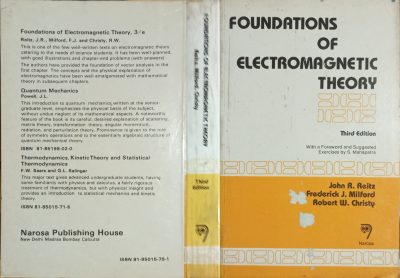 Foundations of Electromagnetic Theory, 3/e
Reitz, J.R., Milford, F.J. and Christy, R.W.
This is one of the few well-written texts on electromagnetic theory
catering to the needs of science students. It has been well planned,
with good illustrations and chapter-end problems (with answers)
The authors have provided the foundation of vector analysis in the
first chapter. The concepts and the physical explanation of
electromagnetics have been well amalgamated with mathematical
theory in subsequent chapters.
Quantum Mechanics
Powell, J.L.
This introduction to quantum mechanics, written at the senior-
graduate level, emphasises the physical basis of the subject,
without undue neglect of its mathematical aspects. A noteworthy
feature of the book is its careful, detailed explanation of scattering,
matrix theory, transformation theory, angular momentum,
radiation, and perturbation theory. Prominence is given to the role
of symmetry operations and to the essentially algebraic structure of
quantum mechanical theory.
ISBN 81-85198-02-0
Thermodynamics, Kinetic Theory and Statistical
Thermodynamics
F.W. Sears and G.L. Salinger
This major text gives advanced undergraduate students, having
some familiarity with physics and calculus, a fairly rigorous
treatment of thermodynamics, but with physical insight and
provides an introduction to statistical mechanics and kinetic
theory.
ISBN 81-85015-71-6
Narosa Publishing House
New Delhi Madras Bombay Calcutta
ISBN 81-85015-75-1
FOUNDATIONS OF ELECTROMAGNETIC THEORY
Reitz, Milford, Christy
Third
Edition
FOUNDATIONS
OF
ELECTROMAGNETIC
THEORY
Third Edition
With a Foreword and Suggested
Exercises by S. Mahapatra
John R. Reitz
Frederick J. Milford
Robert W. Christy
Narosa